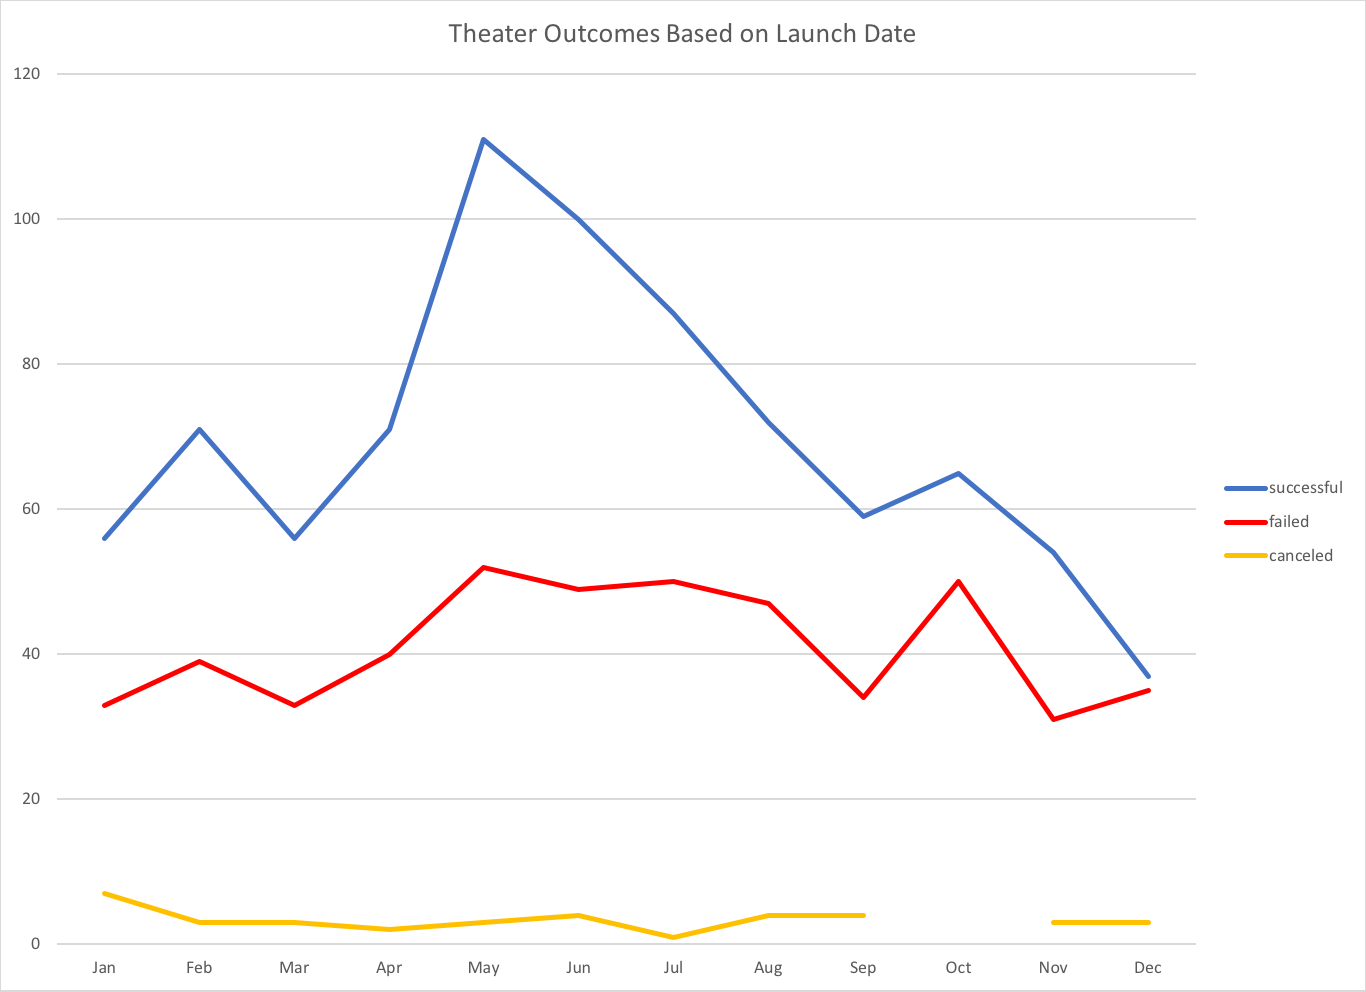 Theater Outcomes Based on Launch Date
120
100
80
60
40
20
0
Jan Feb Mar Apr May Jun Jul Aug Sep Oct Nov Dec
successful
failed
canceled